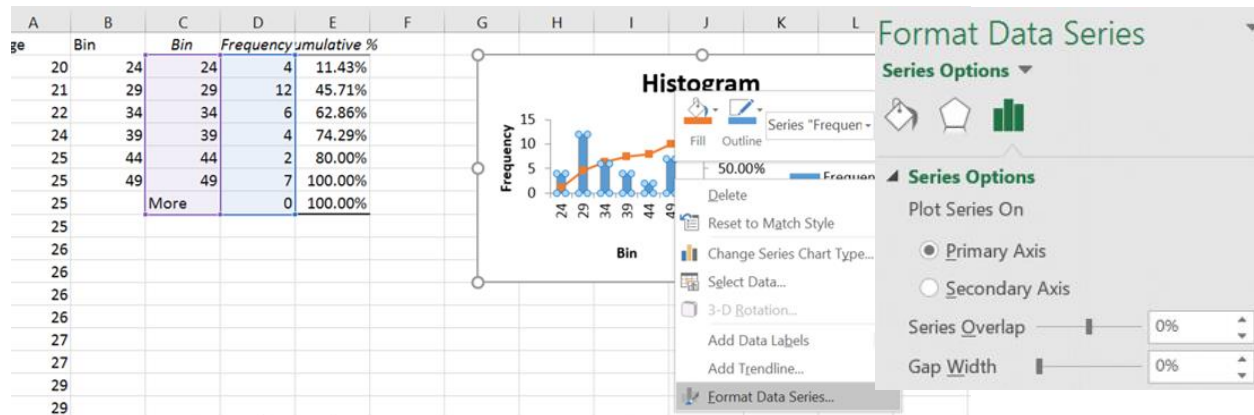 A B C D E F G H I J K L
ge Bin Bin Frequency umulative %
20 24 24 4 11.43%
21 29 29 12 45.71%
22 34 34 6 62.86%
24 39 39 4 74.29%
25 44 44 2 80.00%
25 49 49 7 100.00%
25 More 0 100.00%
25
26
26
26
26
27
27
29
29
Histogram
Frequency
15
10
5
0
24 29 34 39 44 49
Bin
50.00%
Frequen
Fill Outline
Series "Frequen
Delete
Reset to Match Style
Change Series Chart Type...
Select Data...
3-D Rotation...
Add Data Labels
Add Trendline...
Format Data Series...
Format Data Series
Series Options
Series Options
Plot Series On
Primary Axis
Secondary Axis
Series Overlap 0%
Gap Width 0%